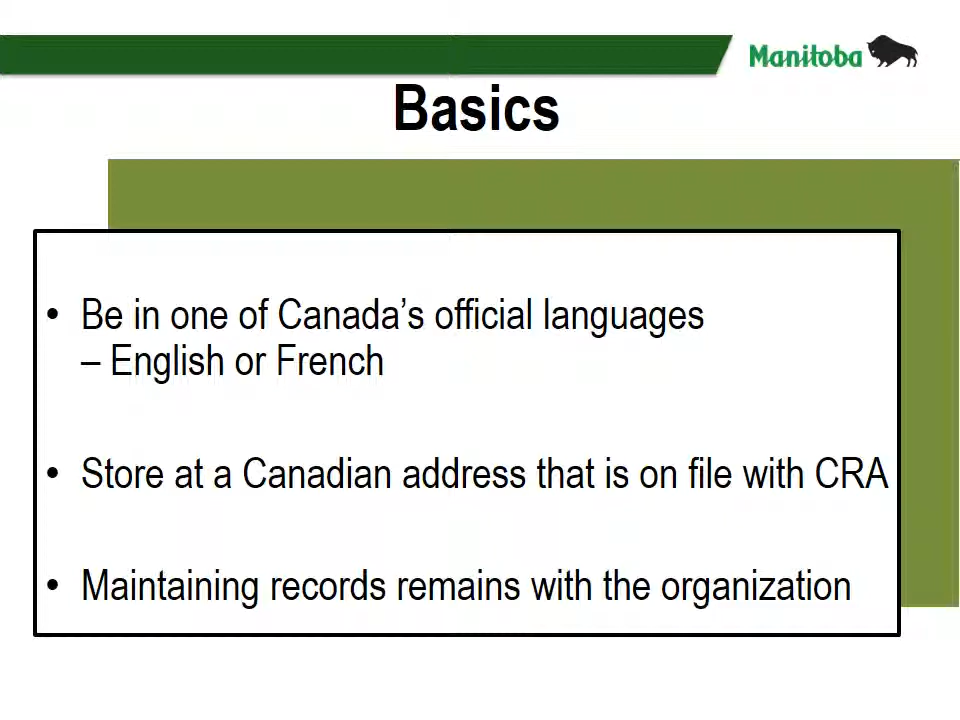 Manitoba
Basics
• Be in one of Canada’s official languages
– English or French
• Store at a Canadian address that is on file with CRA
• Maintaining records remains with the organization